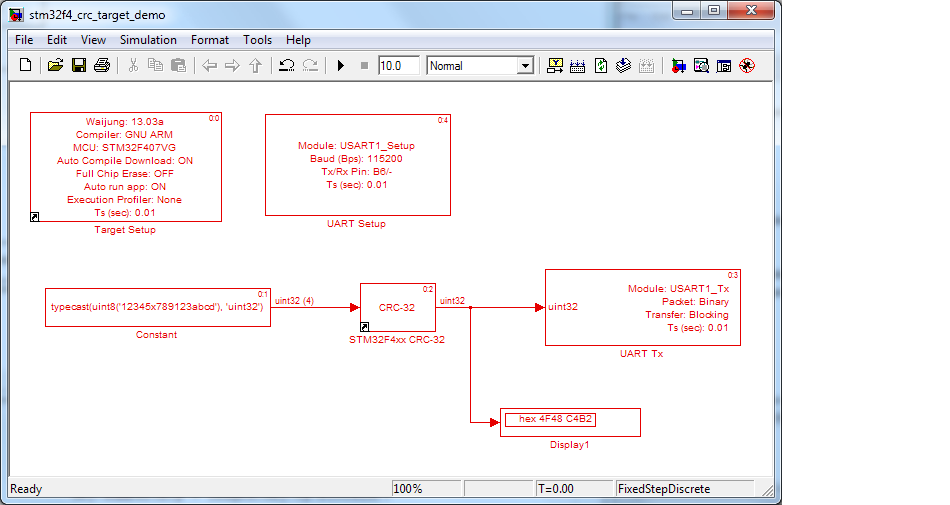 stm32f4_crc_target_demo
File Edit View Simulation Format Tools Help
10.0 Normal
0:0
Waijung: 13.03a
Compiler: GNU ARM
MCU: STM32F407VG
Auto Compile Download: ON
Full Chip Erase: OFF
Auto run app: ON
Execution Profiler: None
Ts (sec): 0.01
Target Setup
0:4
Module: USART1_Setup
Baud (Bps): 115200
Tx/Rx Pin: B6/-
Ts (sec): 0.01
UART Setup
0:1
typecast(uint8('12345x789123abcd'), 'uint32')
Constant
uint32 (4)
0:2
CRC-32
STM32F4xx CRC-32
uint32
0:3
uint32
Module: USART1_Tx
Packet: Binary
Transfer: Blocking
Ts (sec): 0.01
UART Tx
hex 4F48 C4B2
Display1
Ready 100% T=0.00 FixedStepDiscrete